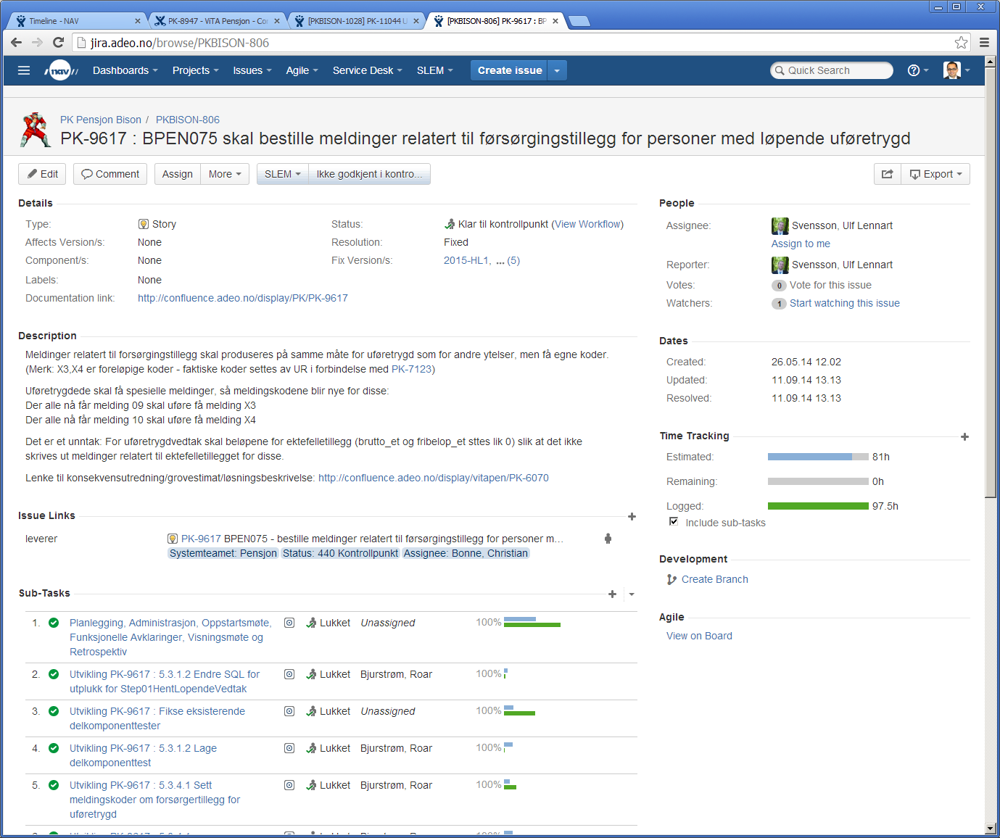 Timeline - NAV
PK-8947 - ViTA Pensjon - Cor
[PKBISON-1028] PK-11044 U
[PKBISON-806] PK-9617 : BP
jira.adeo.no/browse/PKBISON-806
nav
Dashboards
Projects
Issues
Agile
Service Desk
SLEM
Create issue
Quick Search
PK Pensjon Bison / PKBISON-806
PK-9617 : BPEN075 skal bestille meldinger relatert til førsørgingstillegg for personer med løpende uføretrygd
Edit
Comment
Assign
More
SLEM
Ikke godkjent i kontro...
Export
Details
Type: Story
Status: Klar til kontrollpunkt (View Workflow)
Affects Version/s: None
Resolution: Fixed
Component/s: None
Fix Version/s: 2015-HL1, ... (5)
Labels: None
Documentation link: http://confluence.adeo.no/display/PK/PK-9617
Description
Meldinger relatert til forsørgingstillegg skal produseres på samme måte for uføretrygd som for andre ytelser, men få egne koder.
(Merk: X3,X4 er foreløpige koder - faktiske koder settes av UR i forbindelse med PK-7123)
Uføretrygdede skal få spesielle meldinger, så meldingskodene blir nye for disse:
Der alle nå får melding 09 skal uføre få melding X3
Der alle nå får melding 10 skal uføre få melding X4
Det er et unntak: For uføretrygdvedtak skal beløpene for ektefelletillegg (brutto_et og fribelop_et sttes lik 0) slik at det ikke
skrives ut meldinger relatert til ektefelletillegget for disse.
Lenke til konsekvensutredning/grovestimat/løsningsbeskrivelse: http://confluence.adeo.no/display/vitapen/PK-6070
Issue Links
leverer
PK-9617 BPEN075 - bestille meldinger relatert til førsørgingstillegg for personer m...
Systemteamet: Pensjon Status: 440 Kontrollpunkt Assignee: Bonne, Christian
Sub-Tasks
1. Planlegging, Administrasjon, Oppstartsmøte,
Funksjonelle Avklaringer, Visningsmøte og
Retrospektiv
Lukket Unassigned 100%
2. Utvikling PK-9617 : 5.3.1.2 Endre SQL for
utplukk for Step01HentLopendeVedtak
Lukket Bjurstrøm, Roar 100%
3. Utvikling PK-9617 : Fikse eksisterende
delkomponenttester
Lukket Unassigned 100%
4. Utvikling PK-9617 : 5.3.1.2 Lage
delkomponenttest
Lukket Bjurstrøm, Roar 100%
5. Utvikling PK-9617 : 5.3.4.1 Sett
meldingskoder om forsørgertillegg for
uføretrygd
Lukket Bjurstrøm, Roar 100%
People
Assignee: Svensson, Ulf Lennart
Assign to me
Reporter: Svensson, Ulf Lennart
Votes: 0 Vote for this issue
Watchers: 1 Start watching this issue
Dates
Created: 26.05.14 12.02
Updated: 11.09.14 13.13
Resolved: 11.09.14 13.13
Time Tracking
Estimated: 81h
Remaining: 0h
Logged: 97.5h
Include sub-tasks
Development
Create Branch
Agile
View on Board